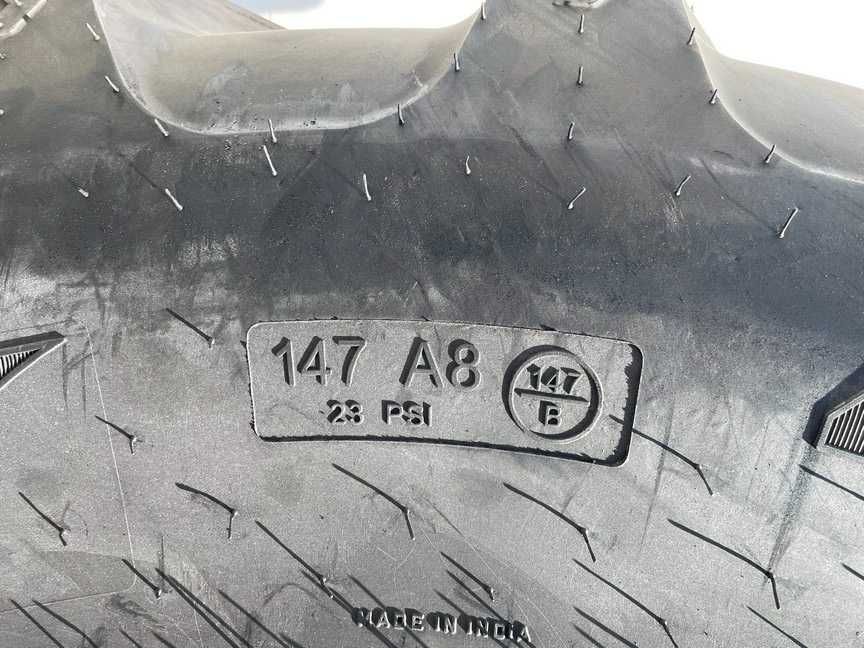 147 A8
23 PSI
147
B
MADE IN INDIA